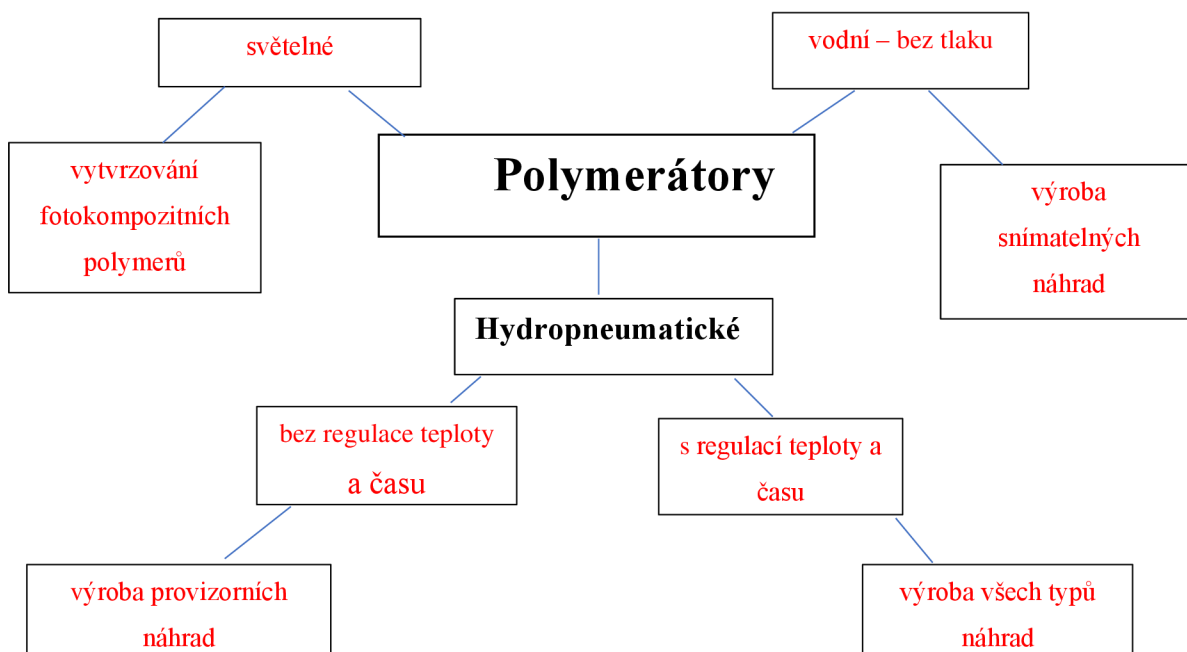 světelné
vodní – bez tlaku
Polymerátory
vytvrzování
fotokompozitních
polymerů
výroba
snímatelných
náhrad
Hydropneumatické
bez regulace teploty
a času
s regulací teploty a
času
výroba provizorních
náhrad
výroba všech typů
náhrad